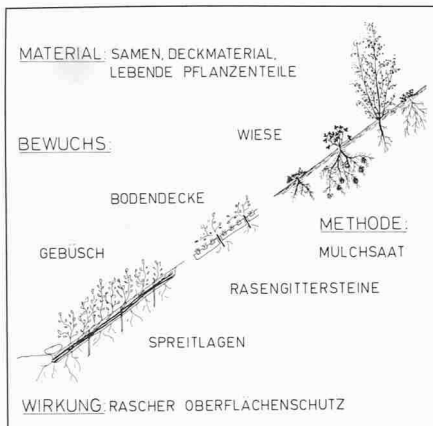 MATERIAL: SAMEN, DECKMATERIAL,
LEBENDE PFLANZENTEILE
WIESE
BEWUCHS:
BODENDECKE
METHODE:
GEBÜSCH
MULCHSAAT
RASENGITTERSTEINE
SPREITLAGEN
WIRKUNG: RASCHER OBERFLÄCHENSCHUTZ